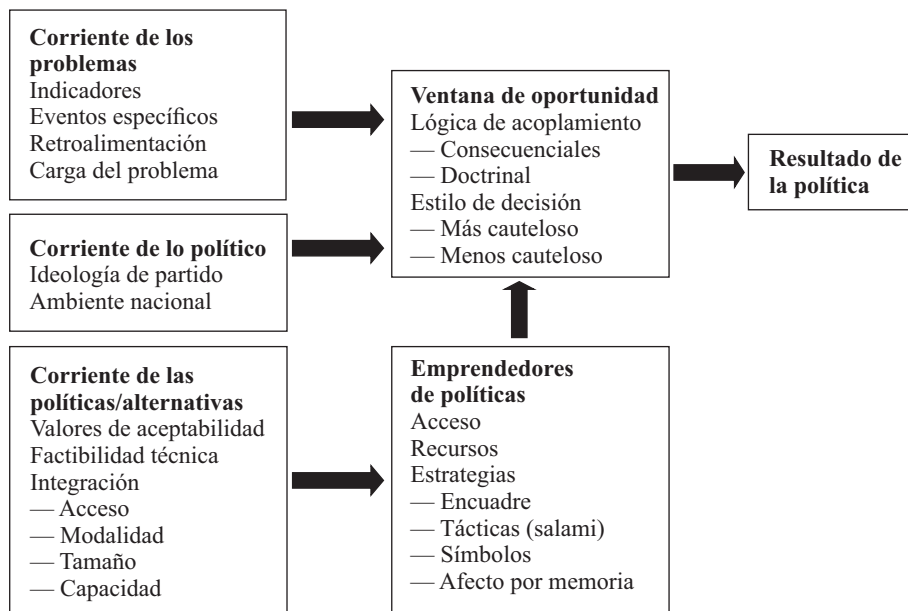 Corriente de los
problemas
Indicadores
Eventos específicos
Retroalimentación
Carga del problema
Corriente de lo político
Ideología de partido
Ambiente nacional
Corriente de las
políticas/alternativas
Valores de aceptabilidad
Factibilidad técnica
Integración
— Acceso
— Modalidad
— Tamaño
— Capacidad
Ventana de oportunidad
Lógica de acoplamiento
— Consecuenciales
— Doctrinal
Estilo de decisión
— Más cauteloso
— Menos cauteloso
Emprendedores
de políticas
Acceso
Recursos
Estrategias
— Encuadre
— Tácticas (salami)
— Símbolos
— Afecto por memoria
Resultado de
la política